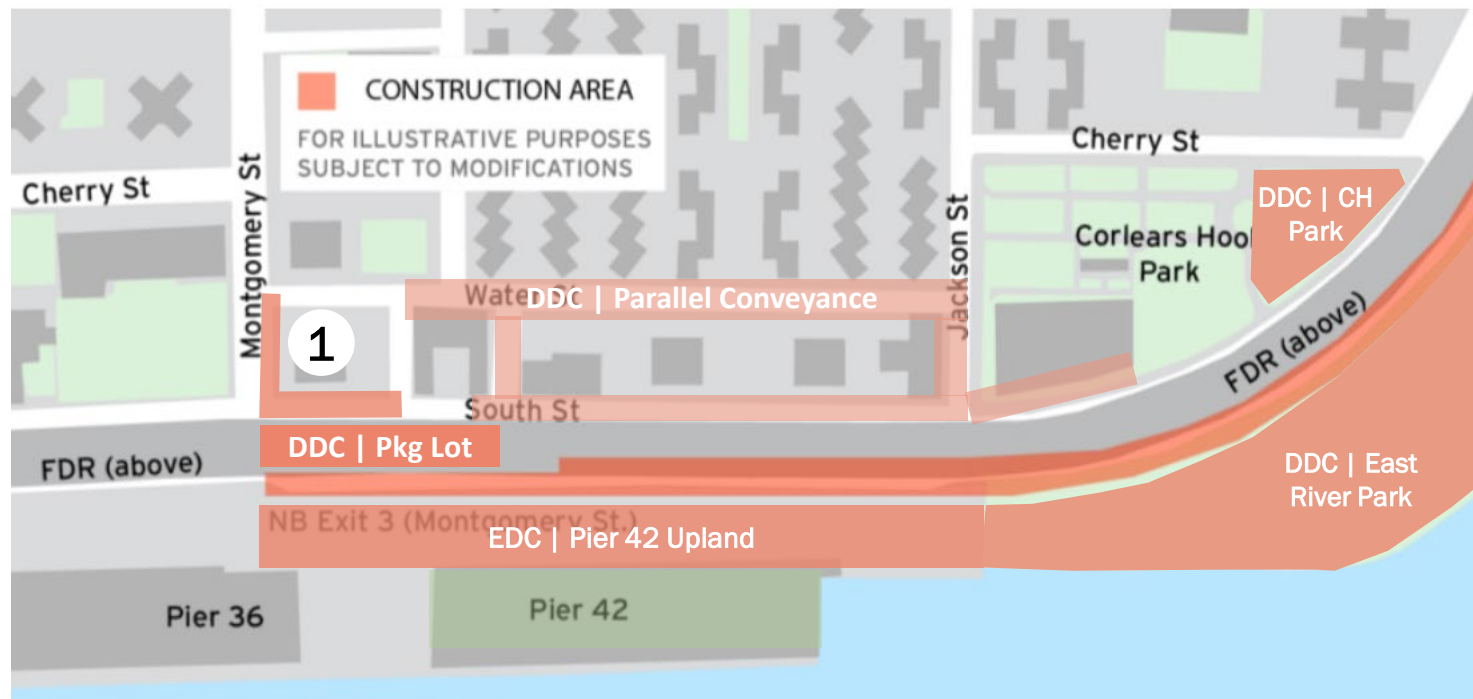 CONSTRUCTION AREA
FOR ILLUSTRATIVE PURPOSES
SUBJECT TO MODIFICATIONS
Cherry St
Cherry St
Montgomery St
Jackson St
DDC | CH
Park
Corlears Hook
Park
Water St
DDC | Parallel Conveyance
1
South St
FDR (above)
DDC | Pkg Lot
FDR (above)
DDC | East
River Park
NB Exit 3 (Montgomery St.)
EDC | Pier 42 Upland
Pier 36
Pier 42